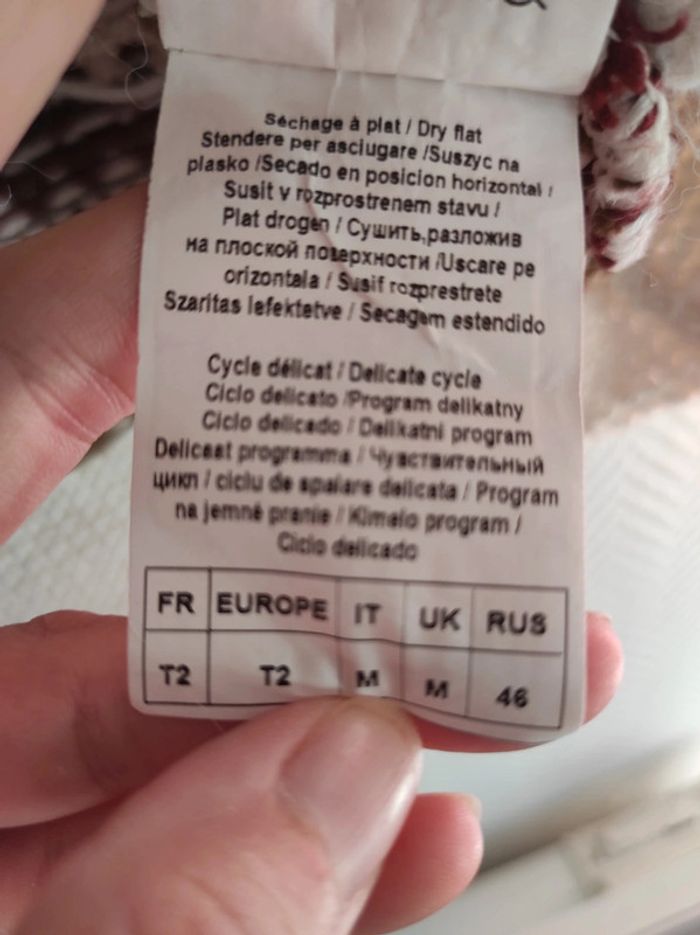 Séchage à plat / Dry flat
Stendere per asciugare /Suszyc na
plasko /Secado en posicion horizontal /
Susit v rozprostrenem stavu /
Plat drogen / Сушить,разложив
на плоской поверхности /Uscare pe
orizontala / Susif rozprestrete
Szaritas lefektetve / Secagem estendido
Cycle délicat / Delicate cycle
Ciclo delicato /Program delikatny
Ciclo delicado / Delikatni program
Delicaat programma / Чувствительный
цикл / ciclu de spalare delicata / Program
na jemné pranie / Kimelo program /
Ciclo delicado
FR EUROPE IT UK RUS
T2 T2 M M 46